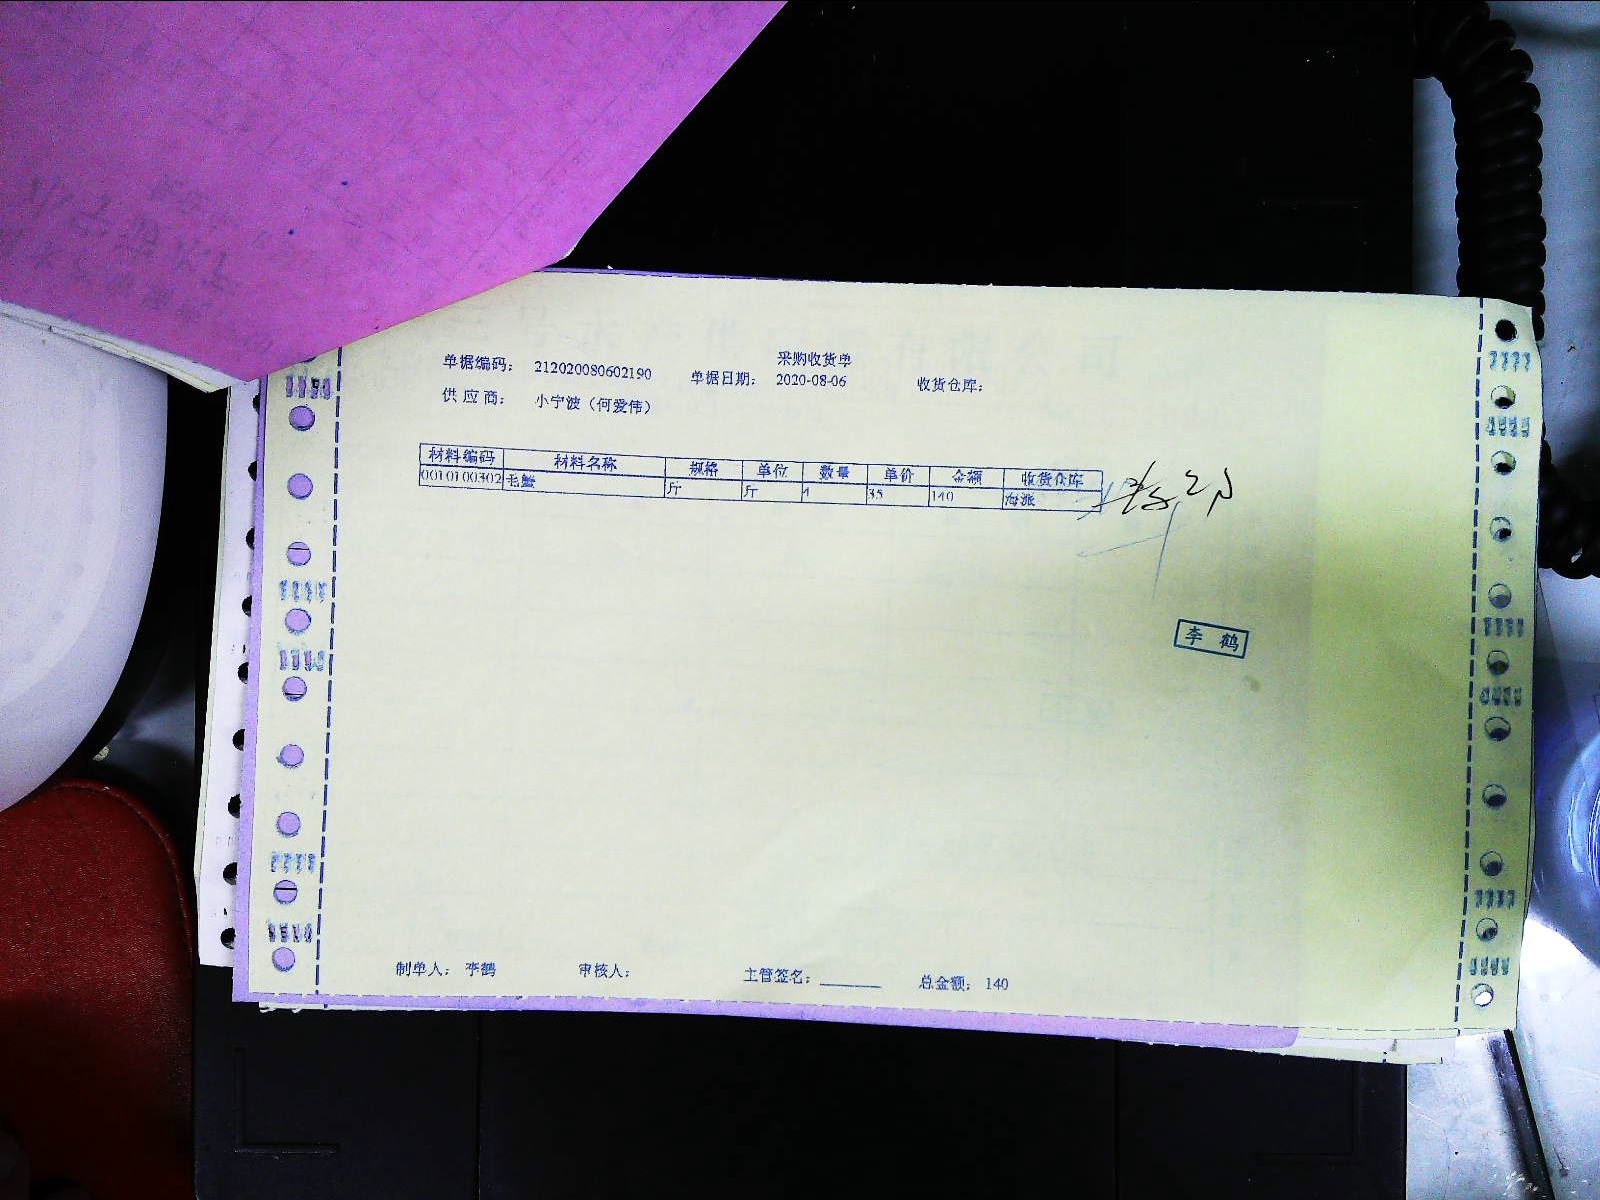 采购收货单
单据编码： 212020080602190 单据日期： 2020-08-06 收货仓库：
供应商： 小宁波（何爱伟）
材料编码 材料名称 规格 单位 数量 单价 金额 收货仓库
0010100302 毛蟹 斤 斤 4 35 140 海派
李鹤
制单人： 李鹤 审核人： 主管签名： 总金额： 140